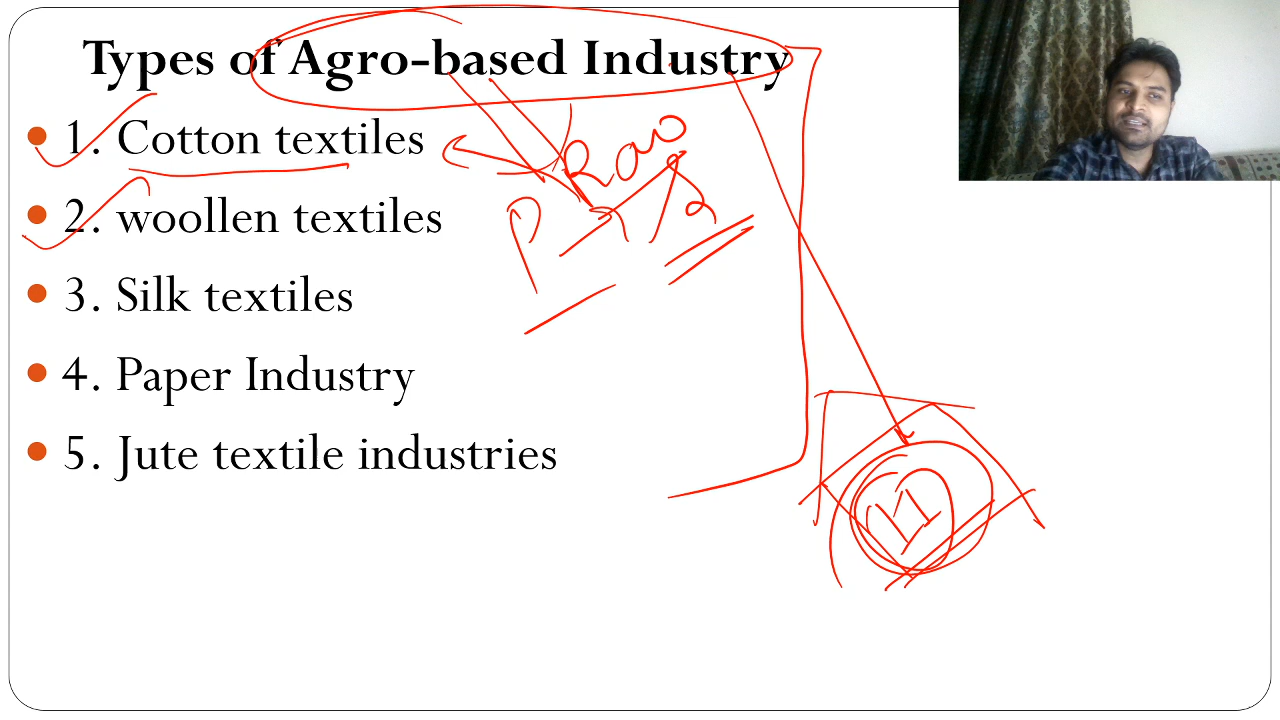 Types of Agro-based Industry
1. Cotton textiles
2. woollen textiles
3. Silk textiles
4. Paper Industry
5. Jute textile industries
Raw